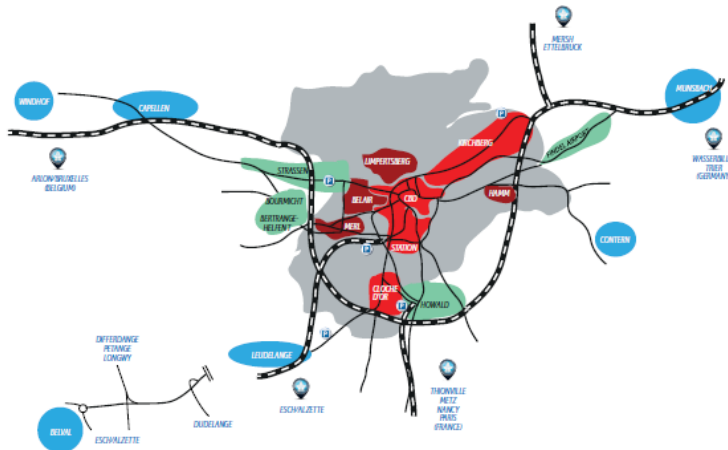 MERSH
ETTELBRUCK
WINDHOF
CAPELLEN
MUNSBACH
P
KIRCHBERG
FINDEL AIRPORT
ARLON/BRUXELLES
(BELGIUM)
WASSERBILLIG
TRIER
(GERMANY)
STRASSEN
P
LIMPERTSBERG
BOURMICHT
BERTRANGE-
HELFENT
BELAIR
CBD
HAMM
MERL
STATION
P
CONTERN
CLOCHE
D'OR
P
HOWALD
P
LEUDELANGE
DIFFERDANGE
PETANGE
LONGWY
ESCH/ALZETTE
THIONVILLE
METZ
NANCY
PARIS
(FRANCE)
BELVAL
ESCH/ALZETTE
DUDELANGE